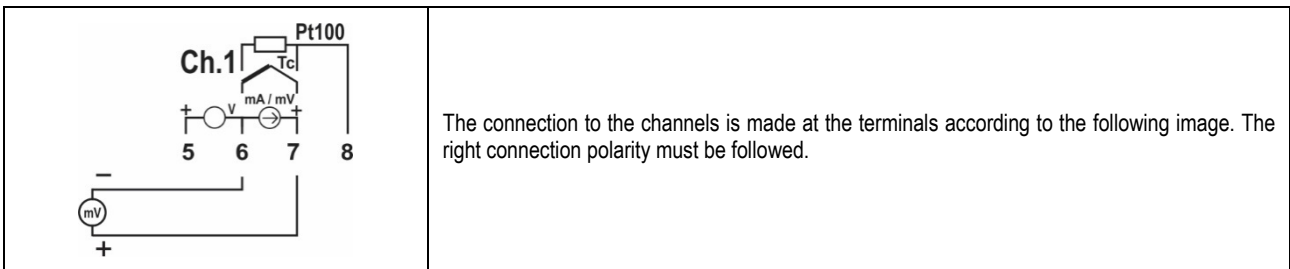 Pt100
Ch.1
Tc
mA / mV
+ V +
5 6 7 8
−
mV
+
The connection to the channels is made at the terminals according to the following image. The
right connection polarity must be followed.